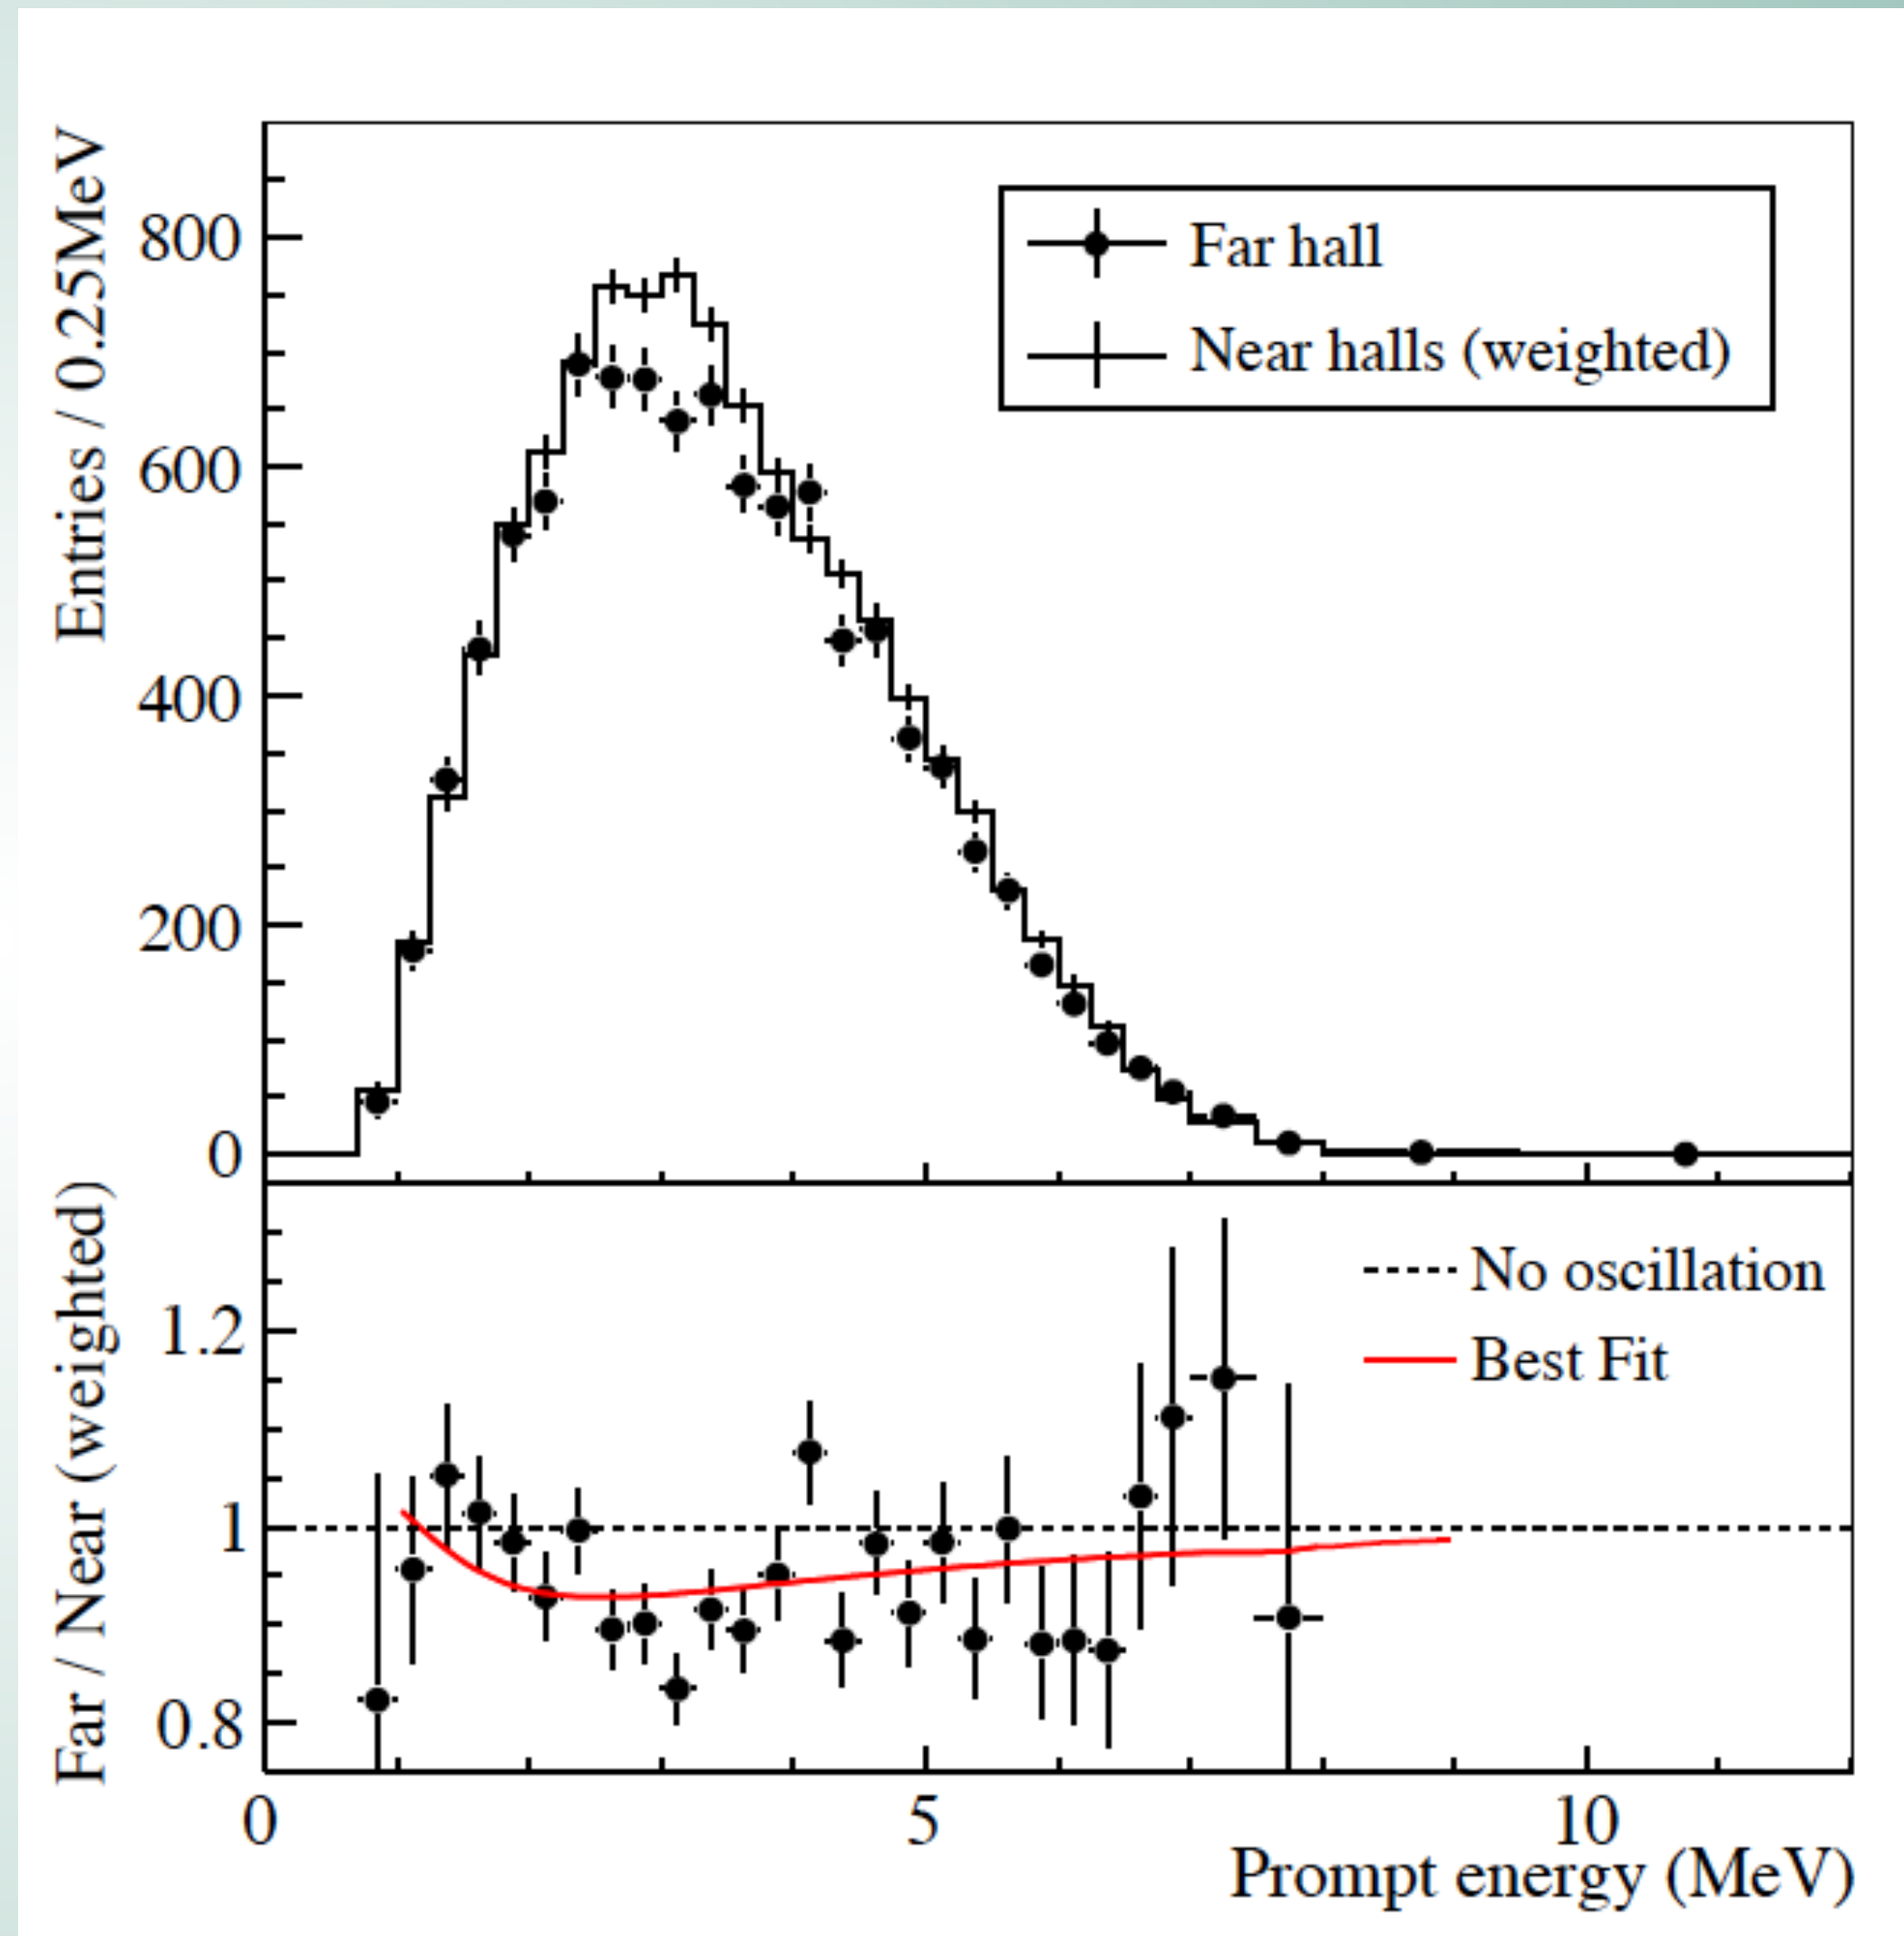 Entries / 0.25MeV
800
600
400
200
0
Far hall
Near halls (weighted)
Far / Near (weighted)
1.2
1
0.8
No oscillation
Best Fit
0
5
10
Prompt energy (MeV)